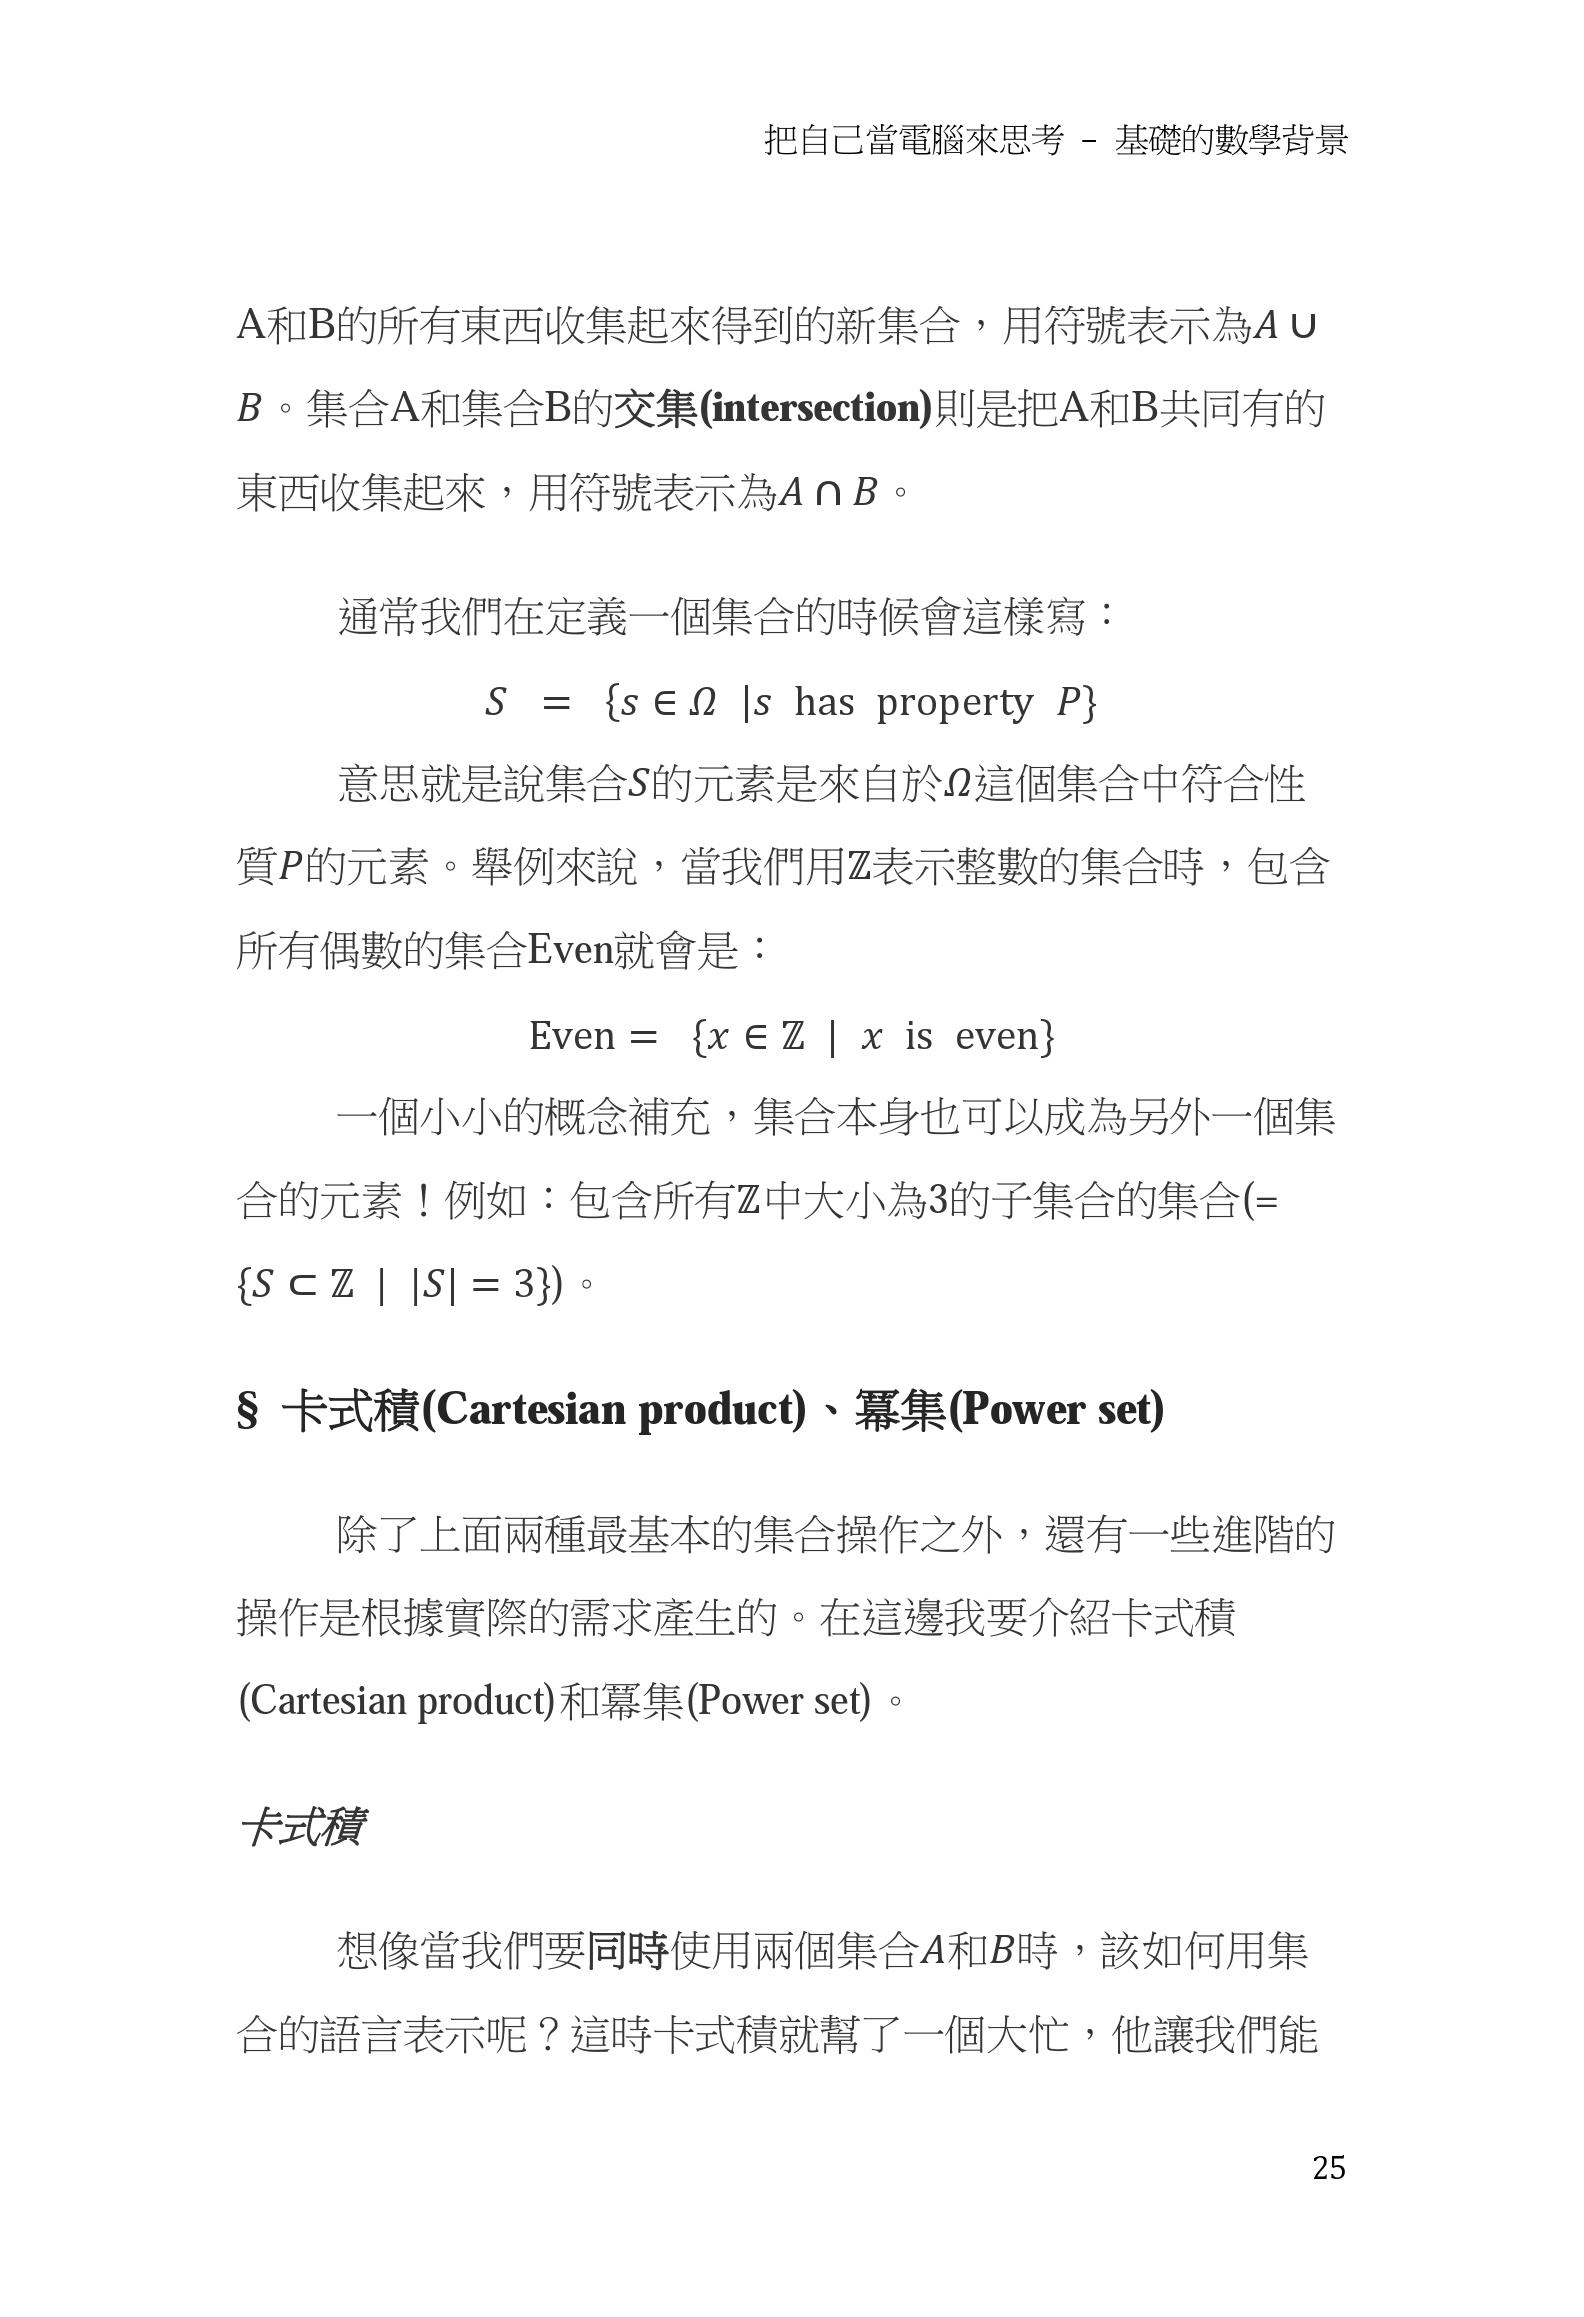 把自己當電腦來思考 – 基礎的數學背景
A和B的所有東西收集起來得到的新集合，用符號表示為A ∪
B。集合A和集合B的交集(intersection)則是把A和B共同有的
東西收集起來，用符號表示為A ∩ B。
通常我們在定義一個集合的時候會這樣寫：
S = {s ∈ Ω |s has property P}
意思就是說集合S的元素是來自於Ω這個集合中符合性
質P的元素。舉例來說，當我們用ℤ表示整數的集合時，包含
所有偶數的集合Even就會是：
Even = {x ∈ ℤ | x is even}
一個小小的概念補充，集合本身也可以成為另外一個集
合的元素！例如：包含所有ℤ中大小為3的子集合的集合(=
{S ⊂ ℤ | |S| = 3})。
§ 卡式積(Cartesian product)、冪集(Power set)
除了上面兩種最基本的集合操作之外，還有一些進階的
操作是根據實際的需求產生的。在這邊我要介紹卡式積
(Cartesian product)和冪集(Power set)。
卡式積
想像當我們要同時使用兩個集合A和B時，該如何用集
合的語言表示呢？這時卡式積就幫了一個大忙，他讓我們能
25